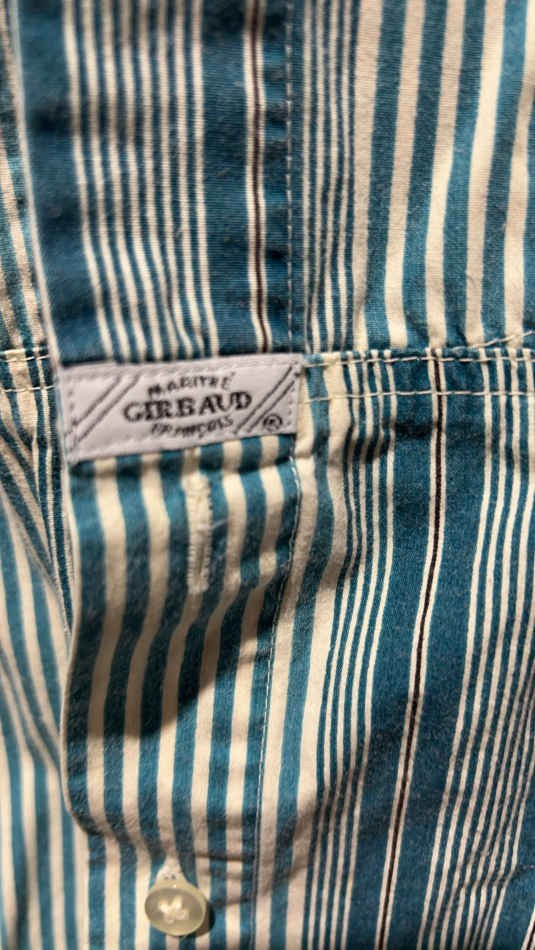 MARITHÉ
GIRBAUD
FRANÇOIS
®